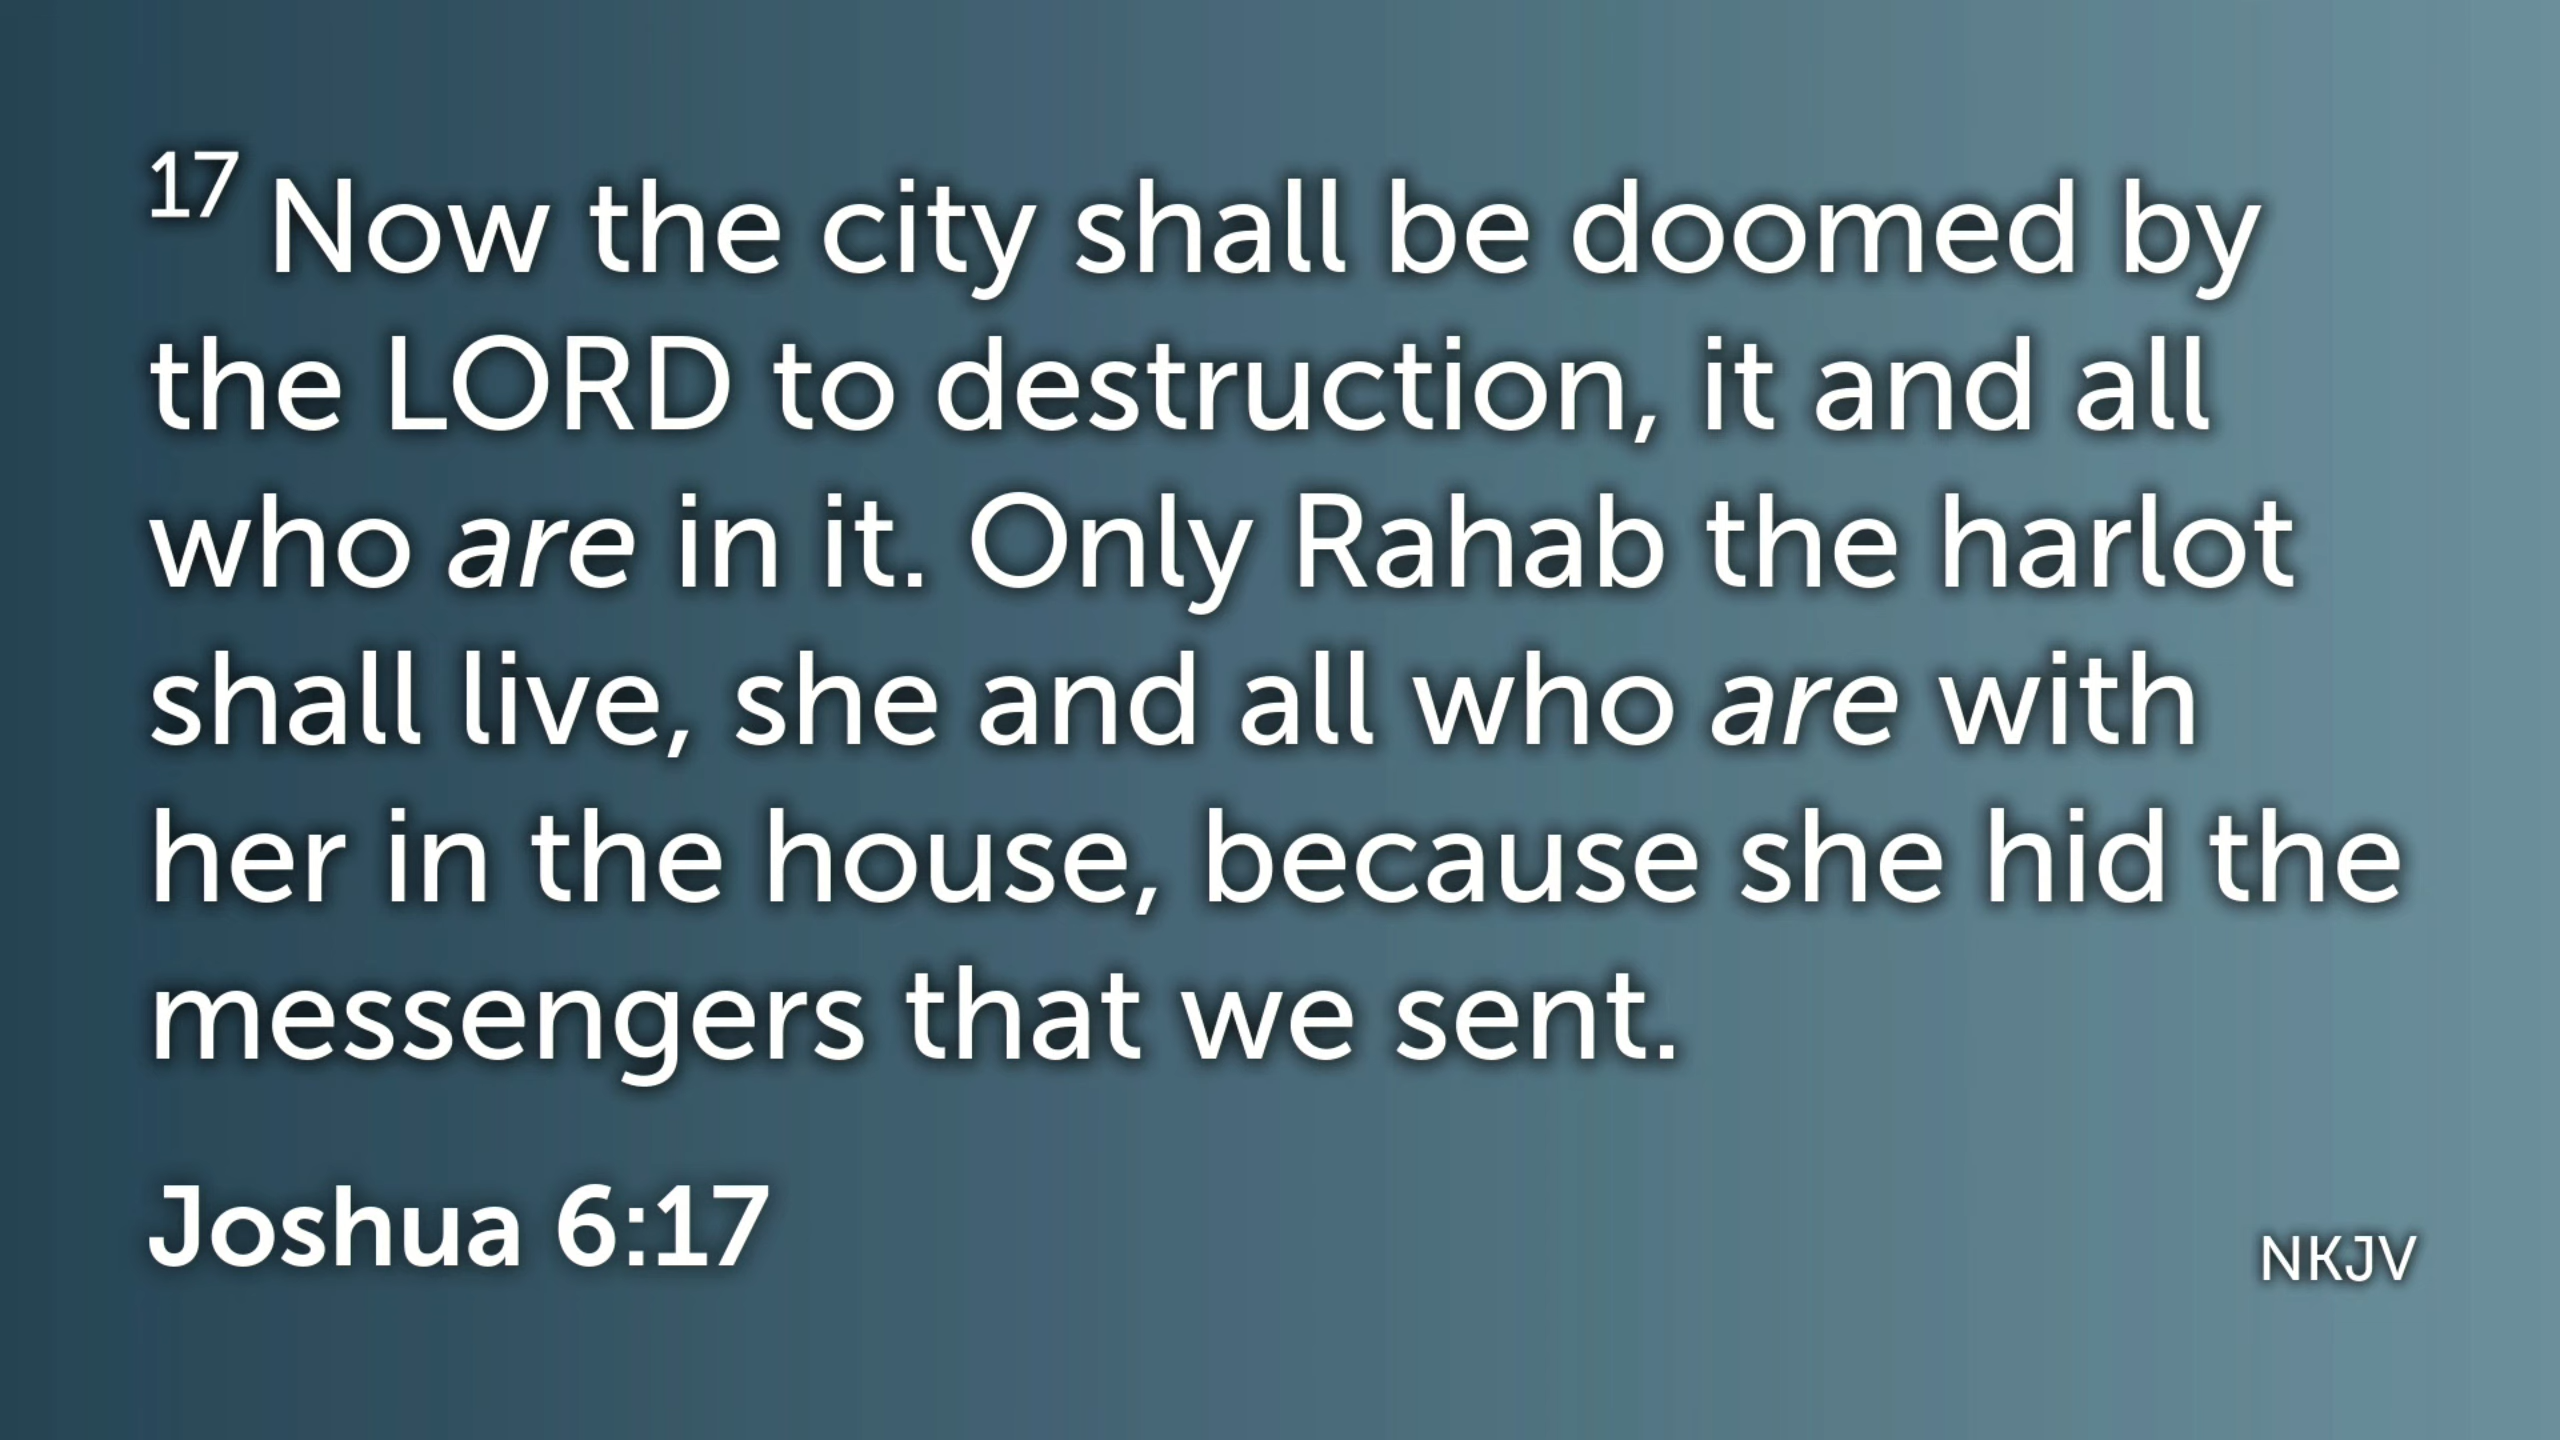 17 Now the city shall be doomed by
the LORD to destruction, it and all
who are in it. Only Rahab the harlot
shall live, she and all who are with
her in the house, because she hid the
messengers that we sent.
Joshua 6:17
NKJV